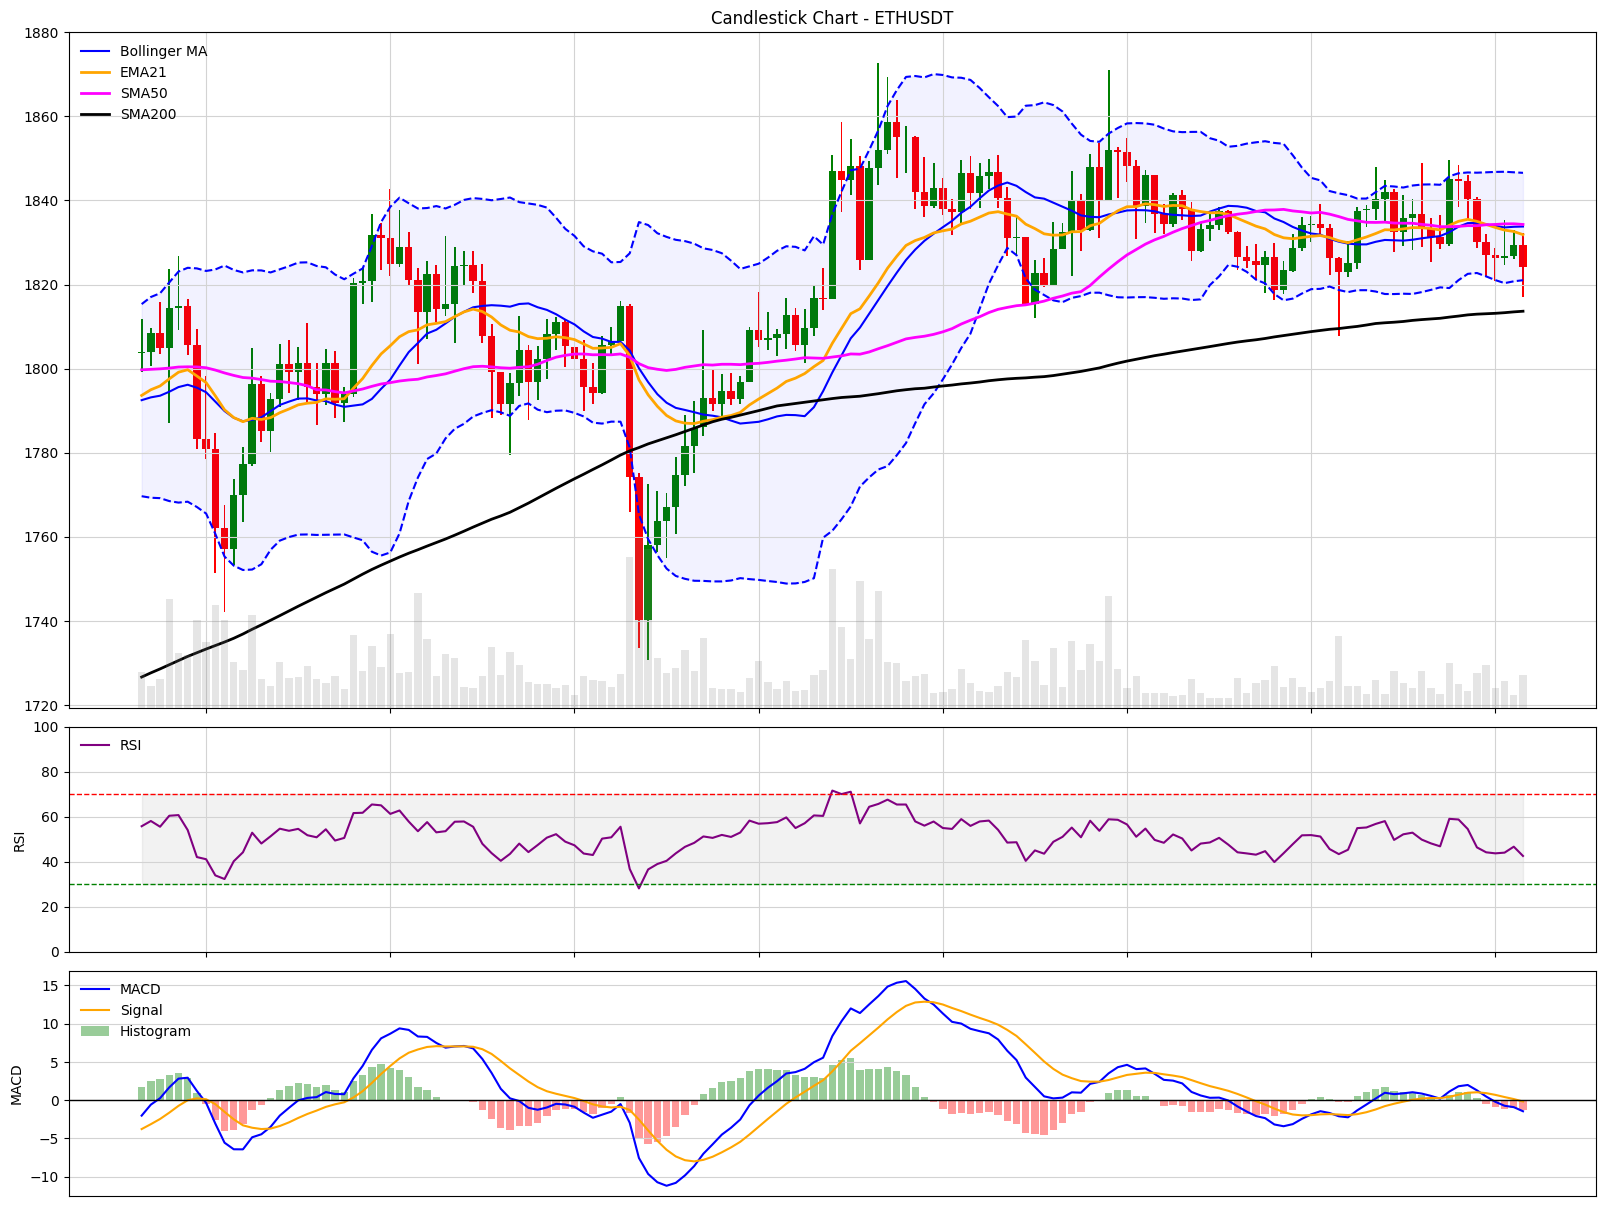 Candlestick Chart - ETHUSDT
1880
1860
1840
1820
1800
1780
1760
1740
1720
Bollinger MA
EMA21
SMA50
SMA200
100
80
60
40
20
0
RSI
RSI
15
10
5
0
−5
−10
MACD
MACD
Signal
Histogram